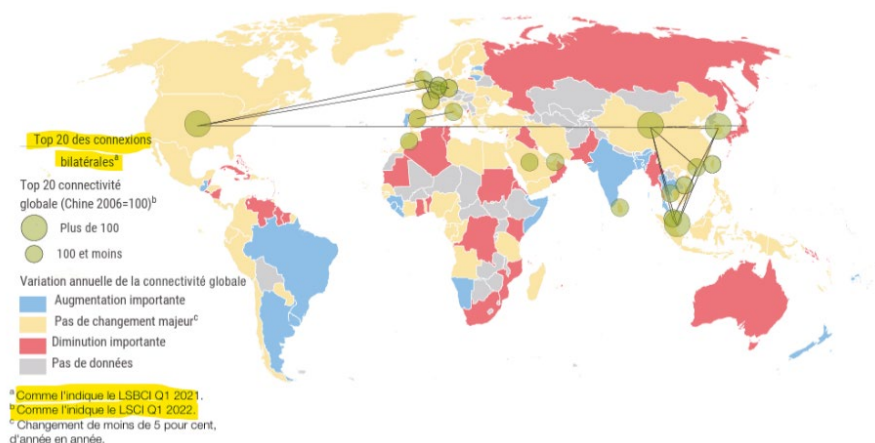 Top 20 des connexions
bilatérales a
Top 20 connectivité
globale (Chine 2006=100) b
Plus de 100
100 et moins
Variation annuelle de la connectivité globale
Augmentation importante
Pas de changement majeur c
Diminution importante
Pas de données
a Comme l'indique le LSBCI Q1 2021.
b Comme l'inidque le LSCI Q1 2022.
c Changement de moins de 5 pour cent,
d'année en année.